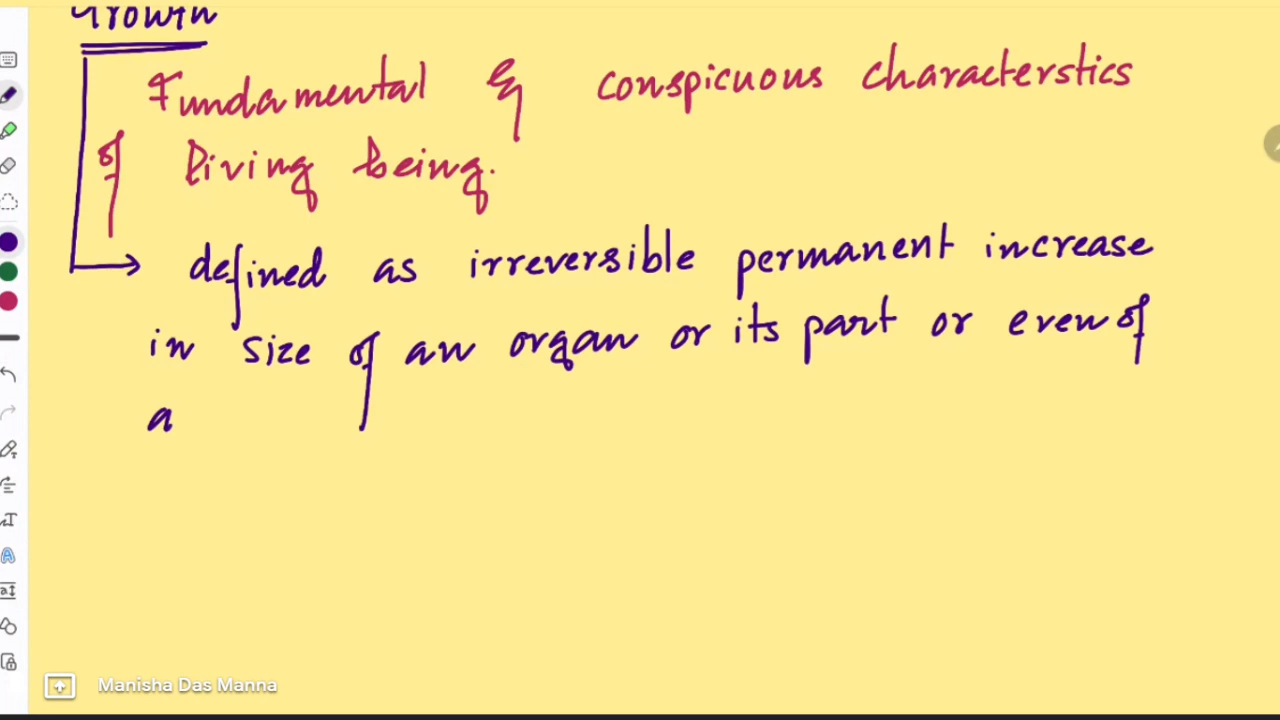 Growth
Fundamental & conspicuous characterstics
of Living being.
defined as irreversible permanent increase
in size of an organ or its part or even of
a
Manisha Das Manna